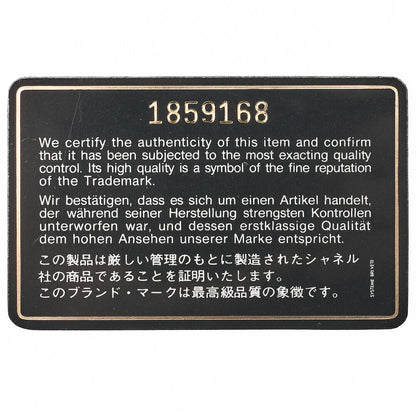 1859168
We certify the authenticity of this item and confirm
that it has been subjected to the most exacting quality
control. Its high quality is a symbol of the fine reputation
of the Trademark.
Wir bestätigen, dass es sich um einen Artikel handelt,
der während seiner Herstellung strengsten Kontrollen
unterworfen war, und dessen erstklassige Qualität
dem hohen Ansehen unserer Marke entspricht.
この製品は厳しい管理のもとに製造されたシャネル
社の商品であることを証明いたします。
このブランド・マークは最高級品質の象徴です。